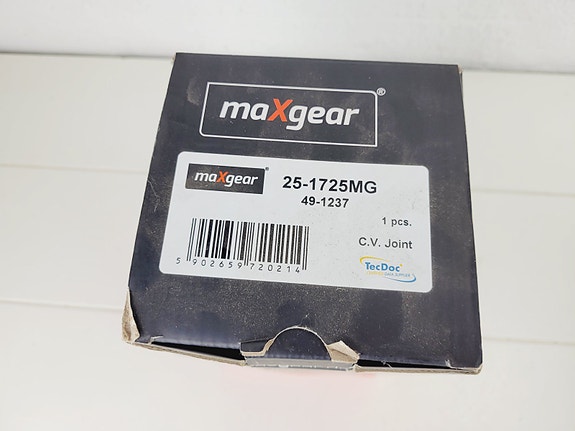 maXgear®
maXgear
25-1725MG
49-1237
1 pcs.
C.V. Joint
5 902659 720214
TecDoc